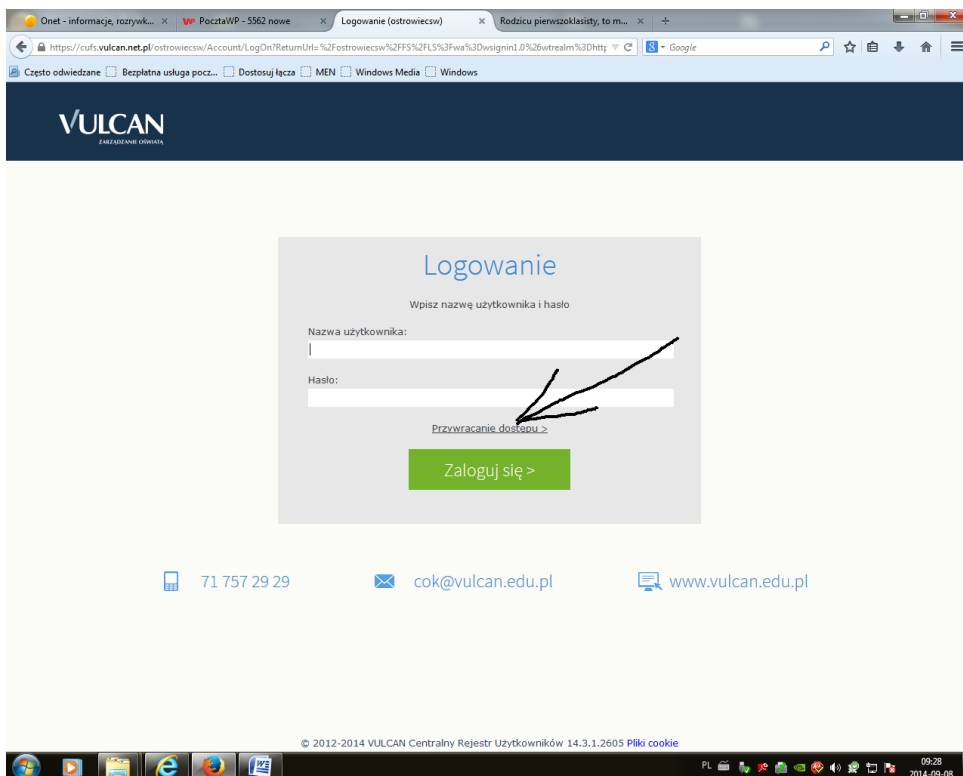 Onet - informacje, rozrywk... × PocztaWP - 5562 nowe × Logowanie (ostrowiecsw) × Rodzicu pierwszoklasisty, to m... × +
https://cufs.vulcan.net.pl/ostrowiecsw/Account/LogOn?ReturnUrl=%2Fostrowiecsw%2FFS%2FLS%3Fwa%3Dwsignin1.0%26wtrealm%3Dhttp Google
Często odwiedzane Bezpłatna usługa pocz... Dostosuj łącza MEN Windows Media Windows
VULCAN
ZARZĄDZANIE OŚWIATĄ
Logowanie
Wpisz nazwę użytkownika i hasło
Nazwa użytkownika:
Hasło:
Przywracanie dostępu >
Zaloguj się >
71 757 29 29 cok@vulcan.edu.pl www.vulcan.edu.pl
© 2012-2014 VULCAN Centralny Rejestr Użytkowników 14.3.1.2605 Pliki cookie
PL 09:28
2014-09-08